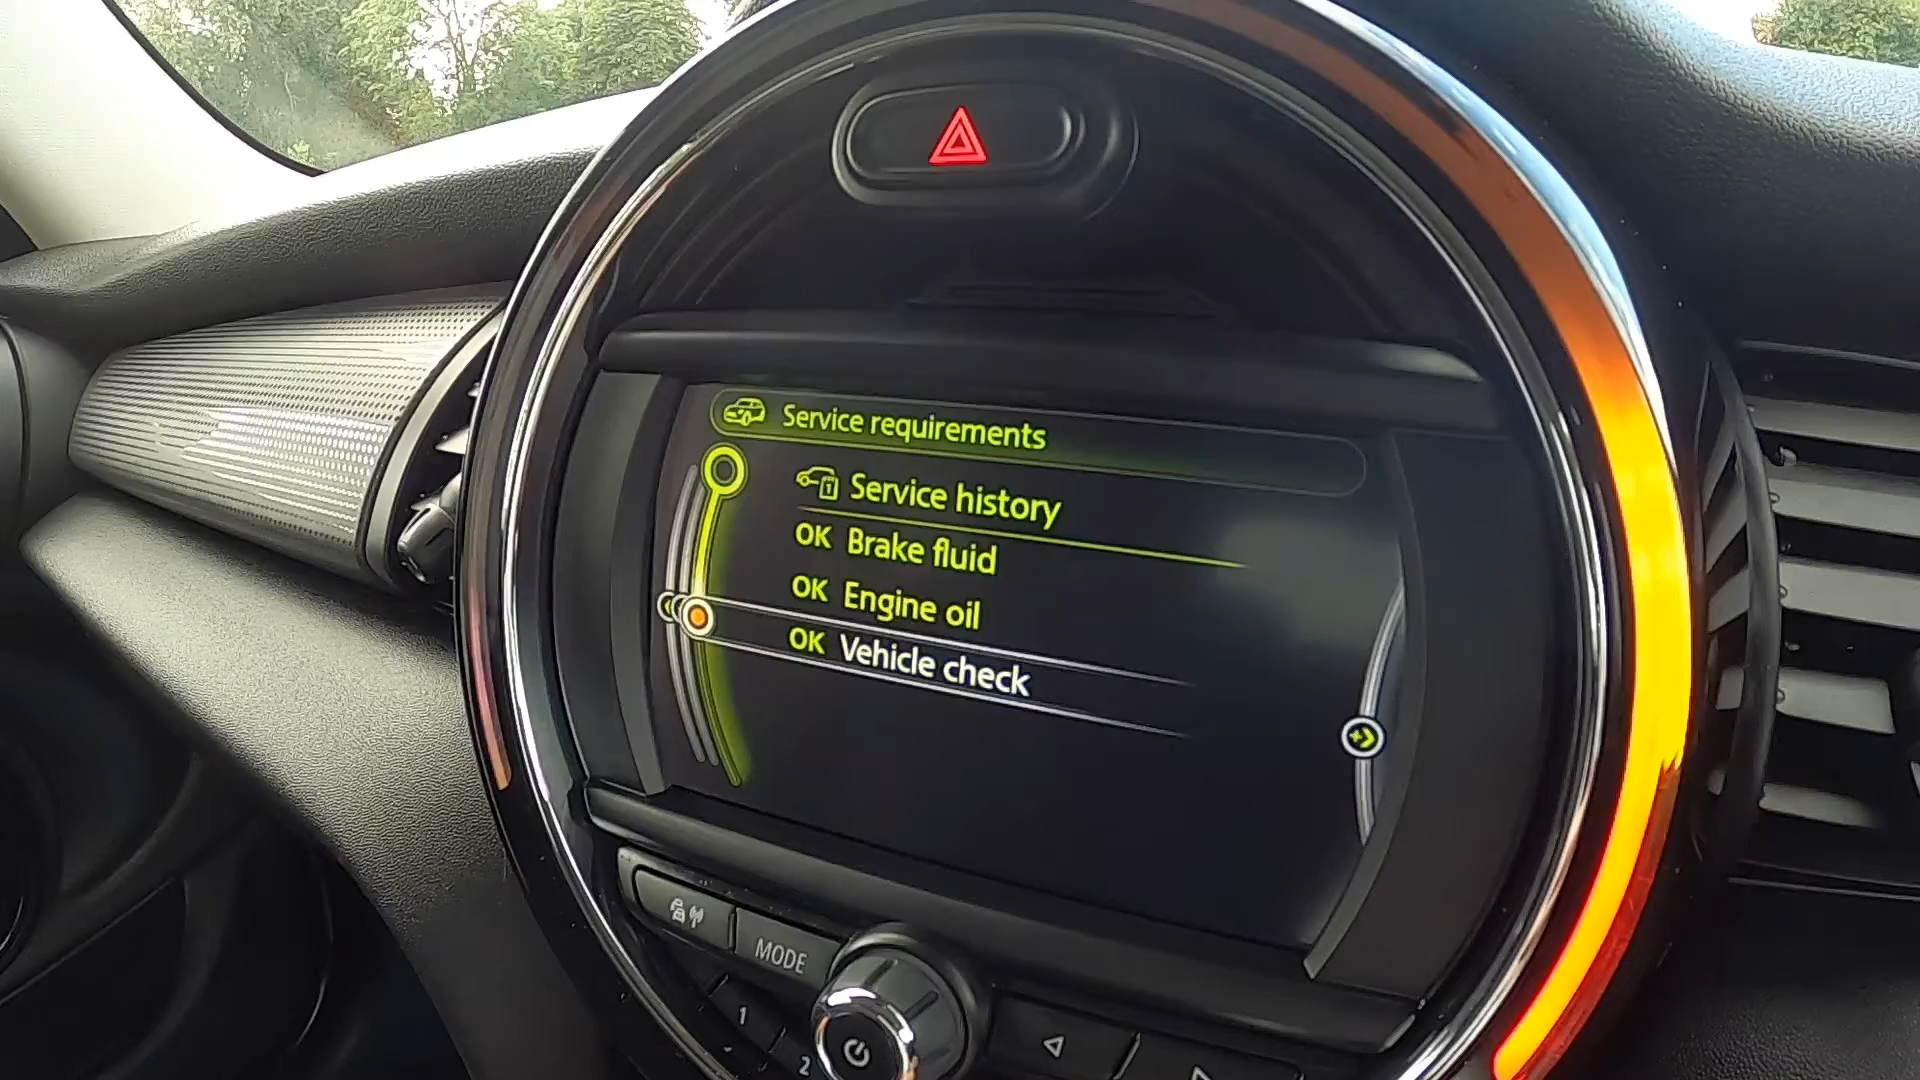 Service requirements
Service history
OK Brake fluid
OK Engine oil
OK Vehicle check
MODE
1
2